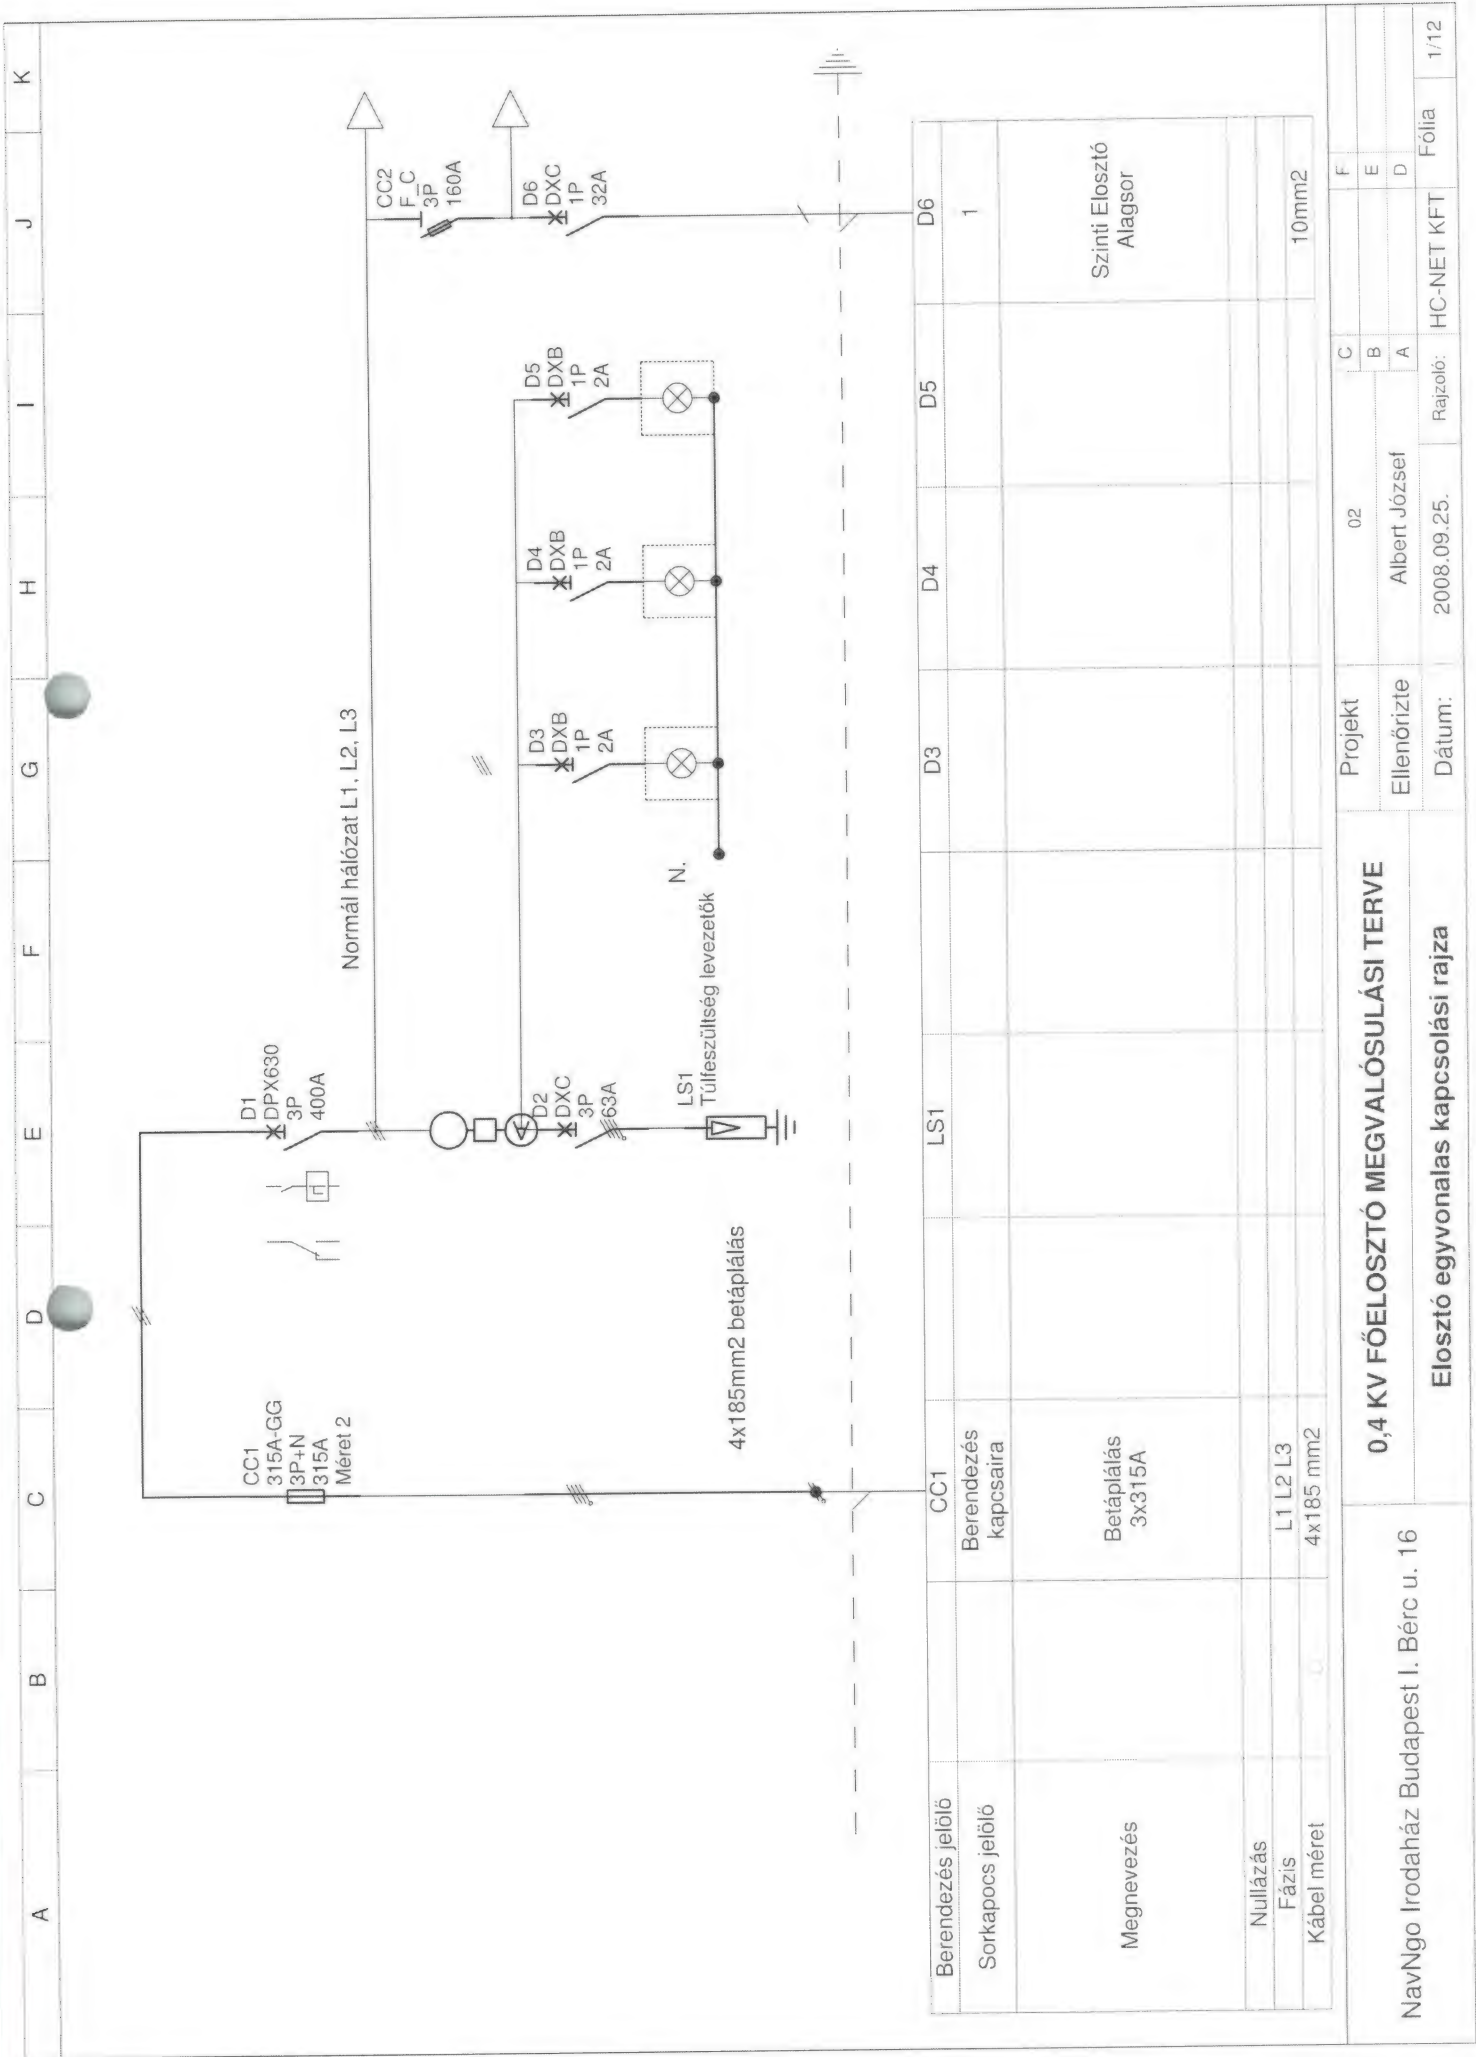 A B C D E F G H I J K
CC1
315A-GG
3P+N
315A
Méret 2
D1
DPX630
3P
400A
Normál hálózat L1, L2, L3
CC2
F_C
3P
160A
D2
DXC
3P
63A
D3
DXB
1P
2A
D4
DXB
1P
2A
D5
DXB
1P
2A
D6
DXC
1P
32A
N.
LS1
Túlfeszültség levezetők
4x185mm2 betáplálás
Berendezés jelölő CC1 LS1 D3 D4 D5 D6
Sorkapocs jelölő Berendezés kapcsaira 1
Megnevezés Betáplálás 3x315A Szinti Elosztó Alagsor
Nullázás
Fázis L1 L2 L3
Kábel méret 4x185 mm2 10mm2
NavNgo Irodaház Budapest I. Bérc u. 16
0,4 KV FŐELOSZTÓ MEGVALÓSULÁSI TERVE
Elosztó egyvonalas kapcsolási rajza
Projekt 02 C F
Ellenőrizte Albert József B E
A D
Dátum: 2008.09.25. Rajzoló: HC-NET KFT Fólia 1/12